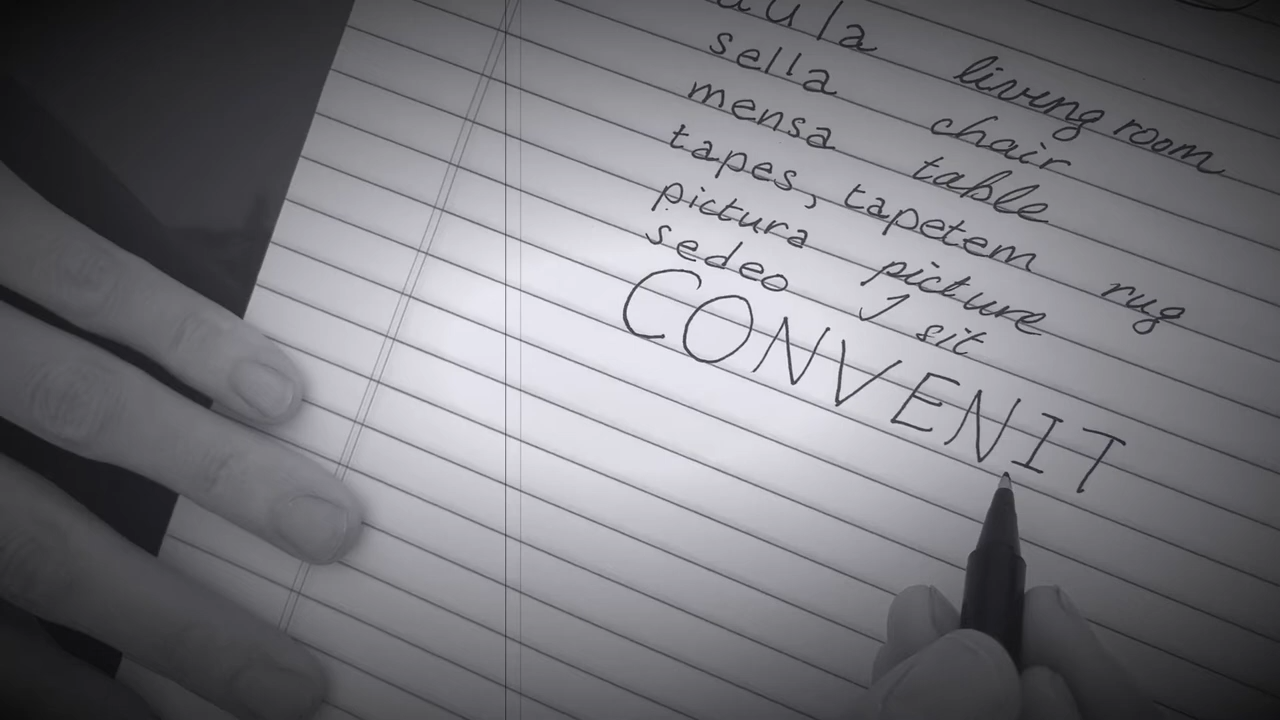 aula living room
sella chair
mensa table
tapes, tapetem rug
pictura picture
sedeo I sit
CONVENIT